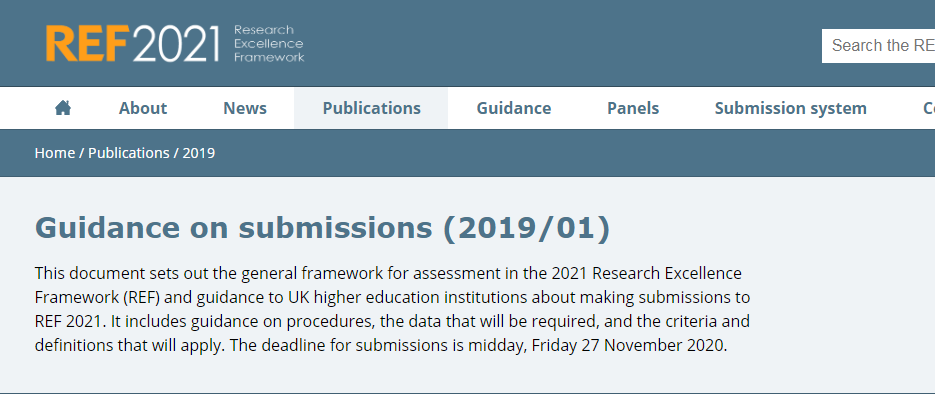 REF2021 Research
Excellence
Framework
Search the RE
About News Publications Guidance Panels Submission system C
Home / Publications / 2019
Guidance on submissions (2019/01)
This document sets out the general framework for assessment in the 2021 Research Excellence
Framework (REF) and guidance to UK higher education institutions about making submissions to
REF 2021. It includes guidance on procedures, the data that will be required, and the criteria and
definitions that will apply. The deadline for submissions is midday, Friday 27 November 2020.